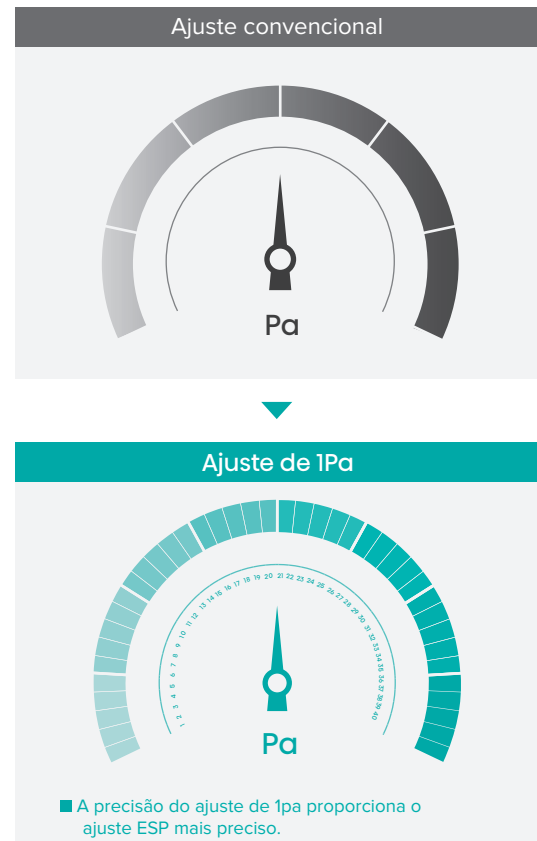 Ajuste convencional
Pa
Ajuste de 1Pa
1 2 3 4 5 6 7 8 9 10 11 12 13 14 15 16 17 18 19 20 21 22 23 24 25 26 27 28 29 30 31 32 33 34 35 36 37 38 39 40
Pa
A precisão do ajuste de 1pa proporciona o
ajuste ESP mais preciso.